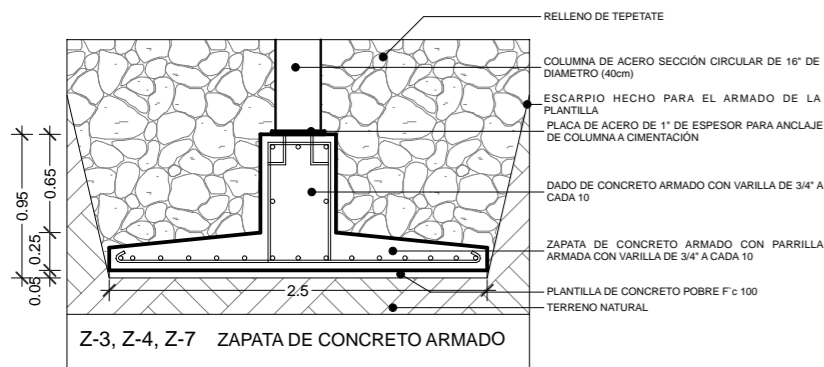 RELLENO DE TEPETATE
COLUMNA DE ACERO SECCIÓN CIRCULAR DE 16" DE
DIAMETRO (40cm)
ESCARPIO HECHO PARA EL ARMADO DE LA
PLANTILLA
PLACA DE ACERO DE 1" DE ESPESOR PARA ANCLAJE
DE COLUMNA A CIMENTACIÓN
DADO DE CONCRETO ARMADO CON VARILLA DE 3/4" A
CADA 10
ZAPATA DE CONCRETO ARMADO CON PARRILLA
ARMADA CON VARILLA DE 3/4" A CADA 10
PLANTILLA DE CONCRETO POBRE F`c 100
TERRENO NATURAL
0.95
0.65
0.25
0.05
2.5
Z-3, Z-4, Z-7 ZAPATA DE CONCRETO ARMADO